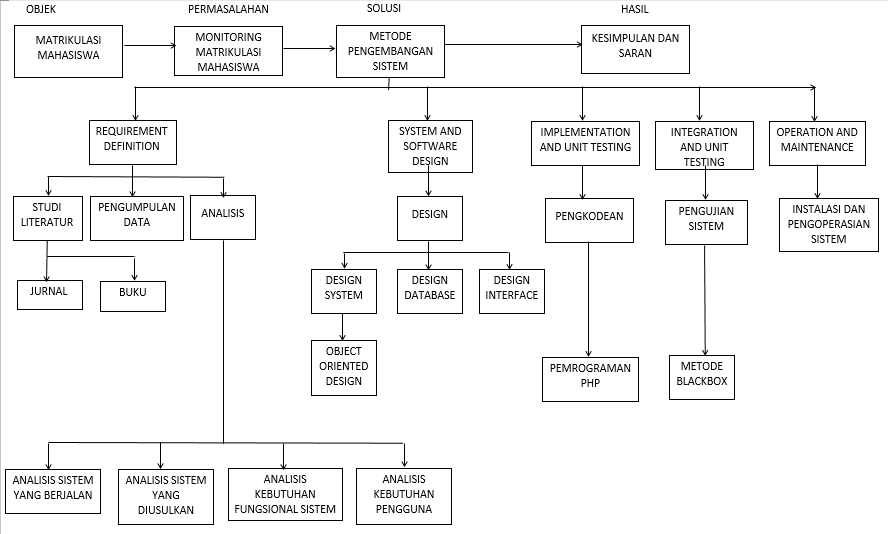 OBJEK
PERMASALAHAN
SOLUSI
HASIL
MATRIKULASI
MAHASISWA
MONITORING
MATRIKULASI
MAHASISWA
METODE
PENGEMBANGAN
SISTEM
KESIMPULAN DAN
SARAN
REQUIREMENT
DEFINITION
SYSTEM AND
SOFTWARE
DESIGN
IMPLEMENTATION
AND UNIT TESTING
INTEGRATION
AND UNIT
TESTING
OPERATION AND
MAINTENANCE
STUDI
LITERATUR
PENGUMPULAN
DATA
ANALISIS
DESIGN
PENGKODEAN
PENGUJIAN
SISTEM
INSTALASI DAN
PENGOPERASIAN
SISTEM
JURNAL
BUKU
DESIGN
SYSTEM
DESIGN
DATABASE
DESIGN
INTERFACE
OBJECT
ORIENTED
DESIGN
PEMROGRAMAN
PHP
METODE
BLACKBOX
ANALISIS SISTEM
YANG BERJALAN
ANALISIS SISTEM
YANG
DIUSULKAN
ANALISIS
KEBUTUHAN
FUNGSIONAL SISTEM
ANALISIS
KEBUTUHAN
PENGGUNA